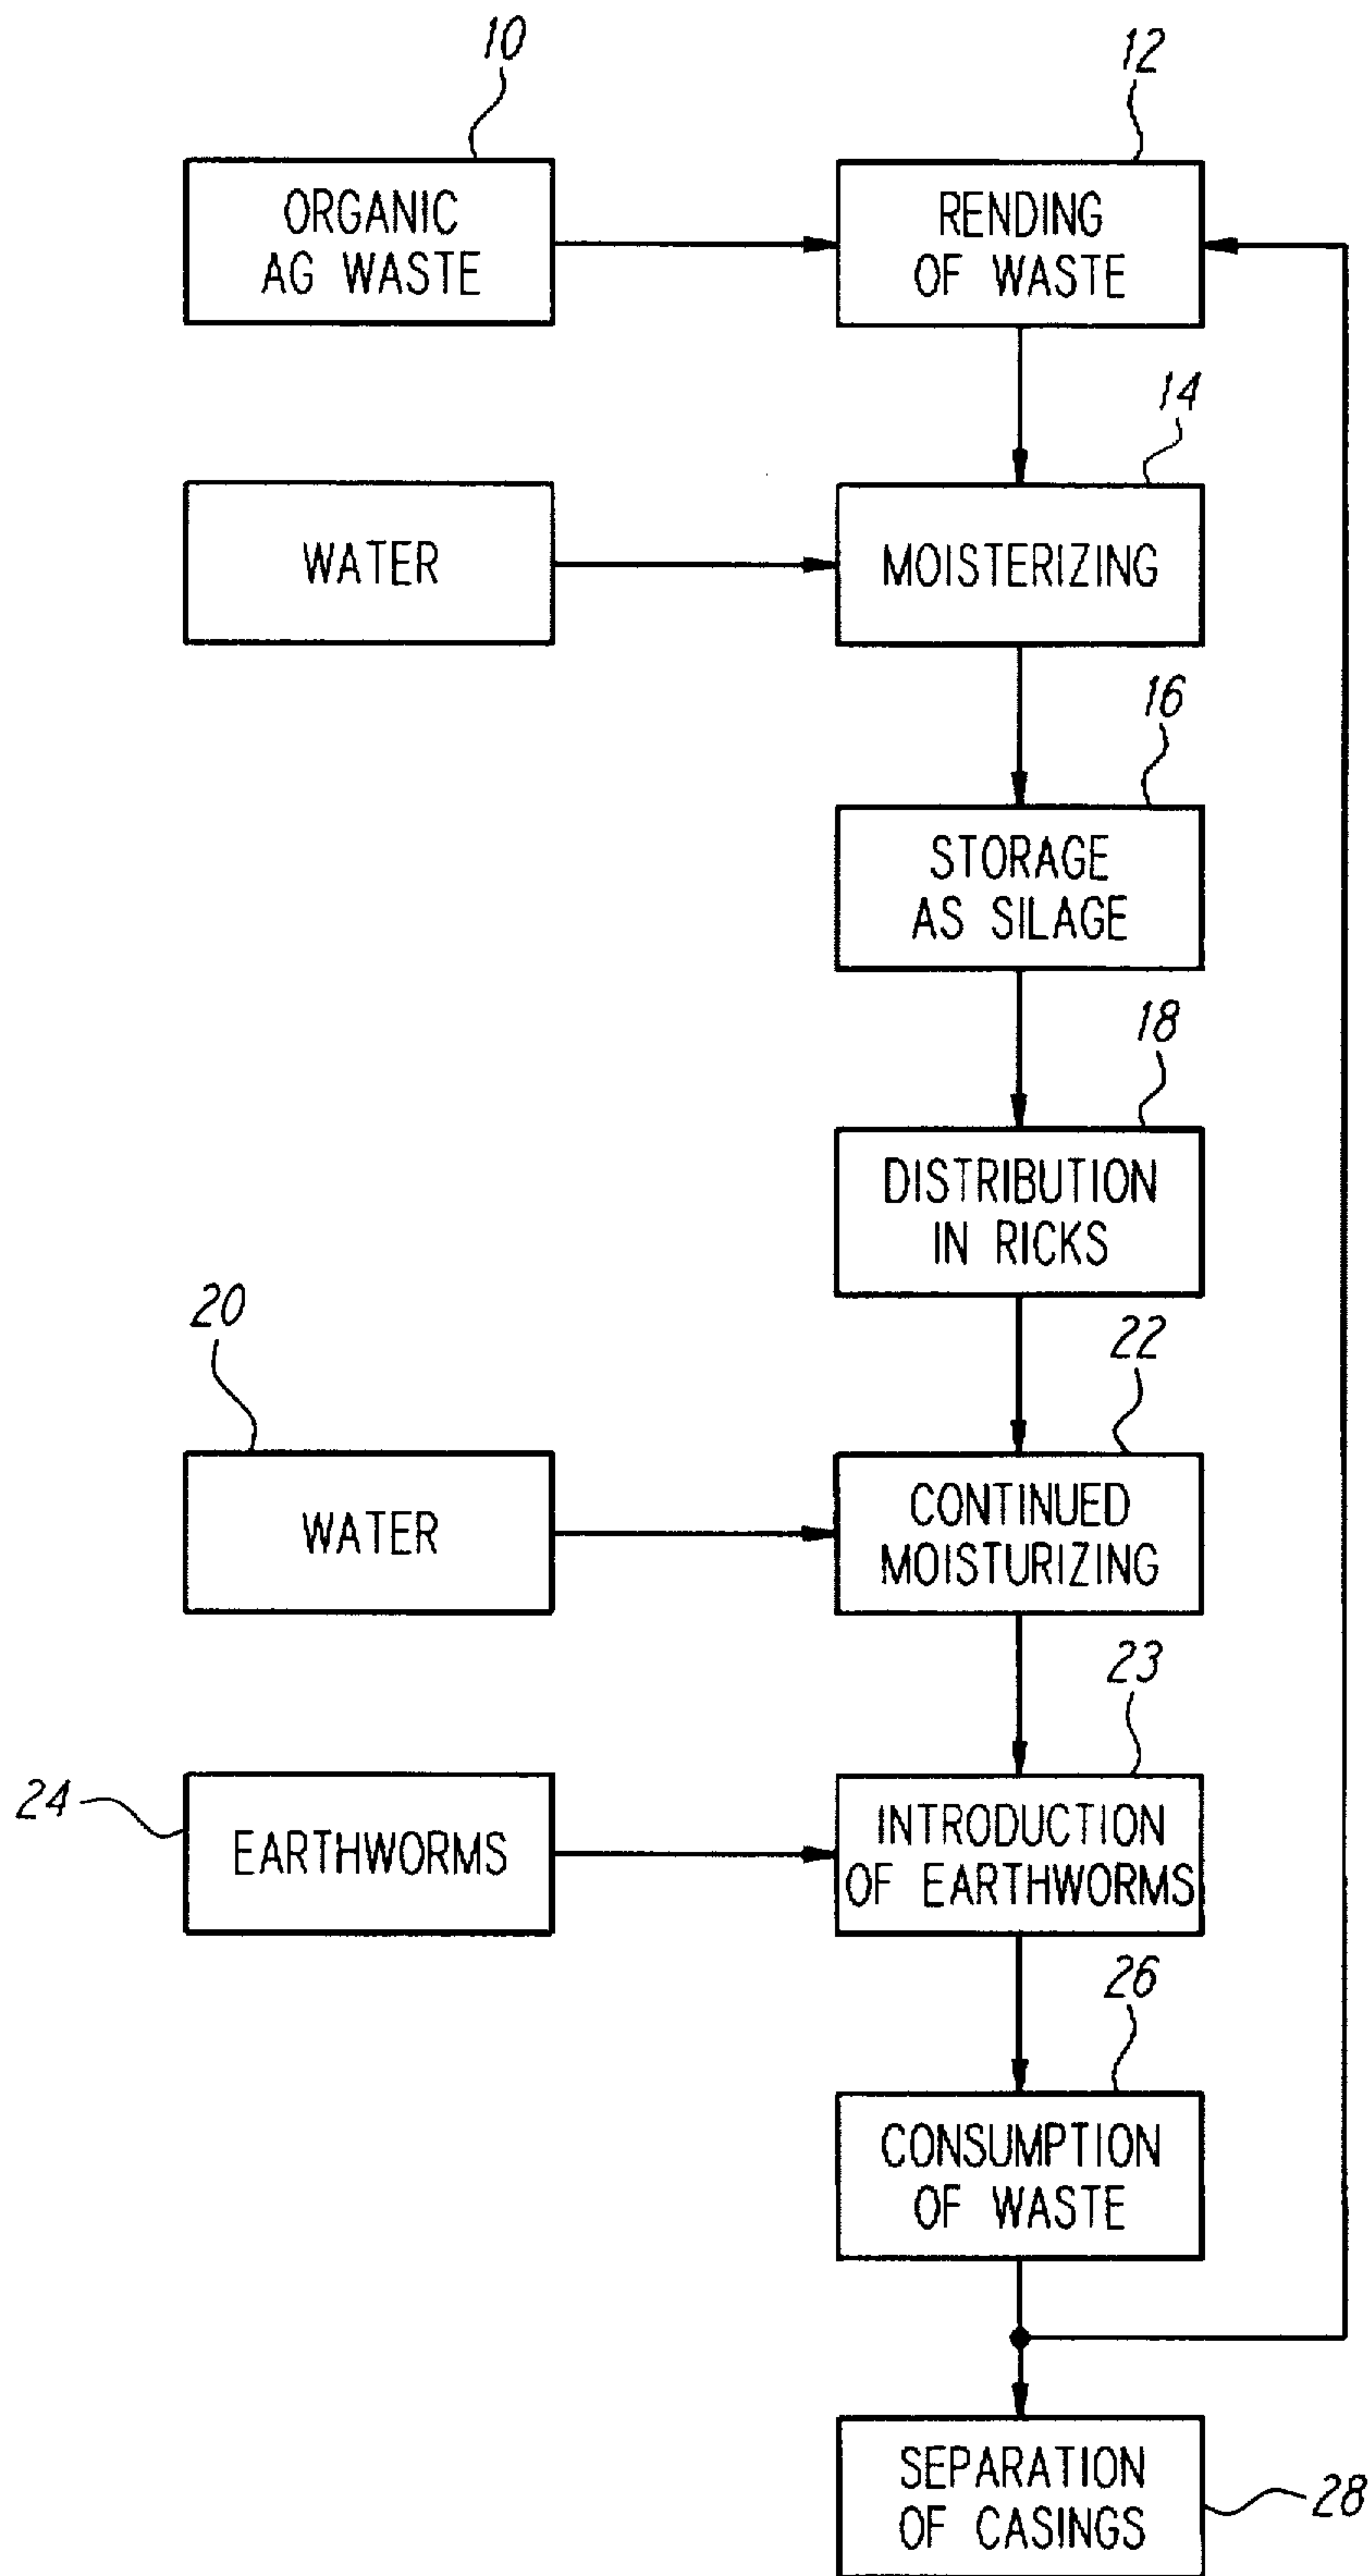 10
12
ORGANIC
AG WASTE
RENDING
OF WASTE
14
WATER
MOISTERIZING
16
STORAGE
AS SILAGE
18
DISTRIBUTION
IN RICKS
20
22
WATER
CONTINUED
MOISTURIZING
23
24
EARTHWORMS
INTRODUCTION
OF EARTHWORMS
26
CONSUMPTION
OF WASTE
SEPARATION
OF CASINGS
28